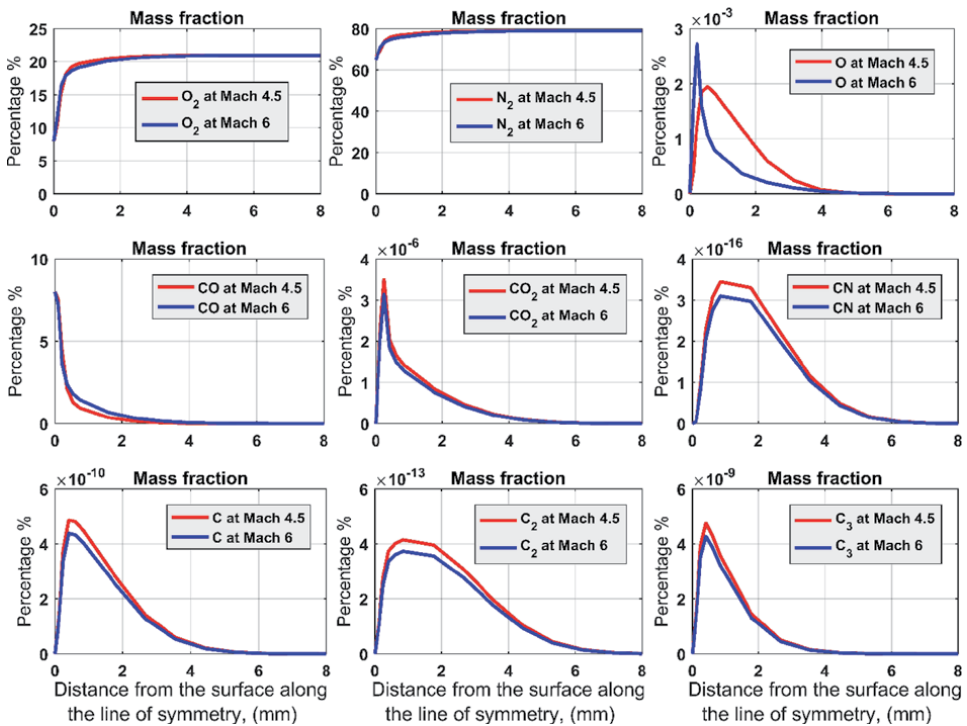 Mass fraction
Percentage %
25
20
15
10
5
0
0 2 4 6 8
O2 at Mach 4.5
O2 at Mach 6
Mass fraction
Percentage %
80
60
40
20
0
0 2 4 6 8
N2 at Mach 4.5
N2 at Mach 6
×10-3
Mass fraction
Percentage %
3
2
1
0
0 2 4 6 8
O at Mach 4.5
O at Mach 6
Mass fraction
Percentage %
10
5
0
0 2 4 6 8
CO at Mach 4.5
CO at Mach 6
×10-6
Mass fraction
Percentage %
4
3
2
1
0
0 2 4 6 8
CO2 at Mach 4.5
CO2 at Mach 6
×10-16
Mass fraction
Percentage %
4
3
2
1
0
0 2 4 6 8
CN at Mach 4.5
CN at Mach 6
×10-10
Mass fraction
Percentage %
6
4
2
0
0 2 4 6 8
C at Mach 4.5
C at Mach 6
Distance from the surface along
the line of symmetry, (mm)
×10-13
Mass fraction
Percentage %
6
4
2
0
0 2 4 6 8
C2 at Mach 4.5
C2 at Mach 6
Distance from the surface along
the line of symmetry, (mm)
×10-9
Mass fraction
Percentage %
6
4
2
0
0 2 4 6 8
C3 at Mach 4.5
C3 at Mach 6
Distance from the surface along
the line of symmetry, (mm)